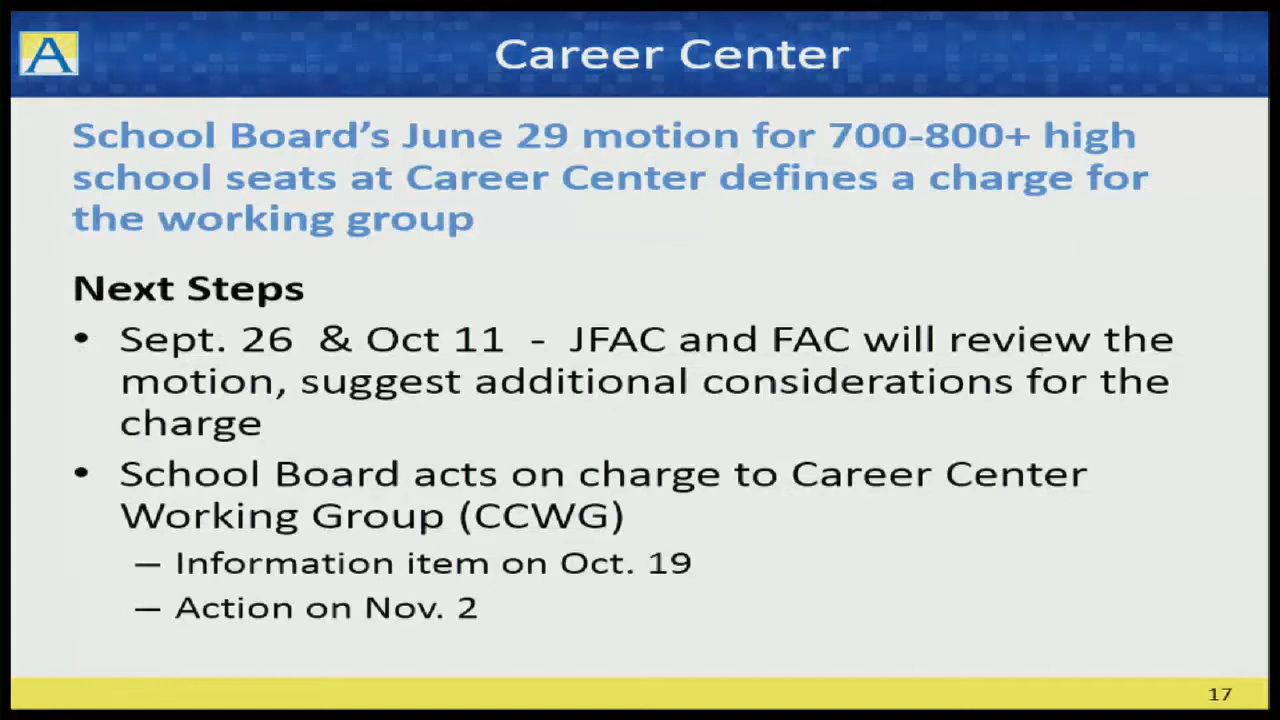 A
Career Center
School Board's June 29 motion for 700-800+ high
school seats at Career Center defines a charge for
the working group
Next Steps
• Sept. 26 & Oct 11 - JFAC and FAC will review the
motion, suggest additional considerations for the
charge
• School Board acts on charge to Career Center
Working Group (CCWG)
– Information item on Oct. 19
– Action on Nov. 2
17